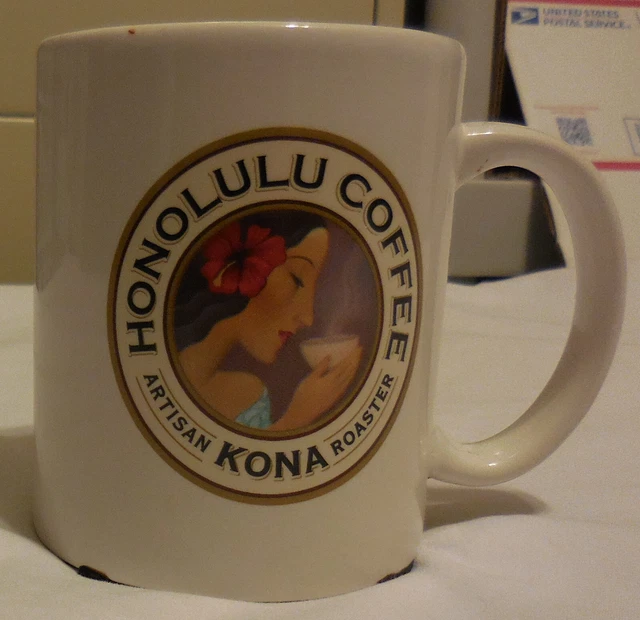 HONOLULU COFFEE
ARTISAN KONA ROASTER
UNITED STATES
POSTAL SERVICE.